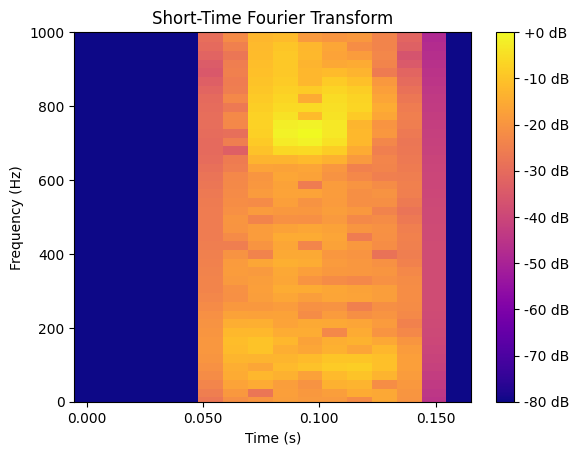 Short-Time Fourier Transform
1000
800
600
400
200
0
Frequency (Hz)
0.000
0.050
0.100
0.150
Time (s)
+0 dB
-10 dB
-20 dB
-30 dB
-40 dB
-50 dB
-60 dB
-70 dB
-80 dB